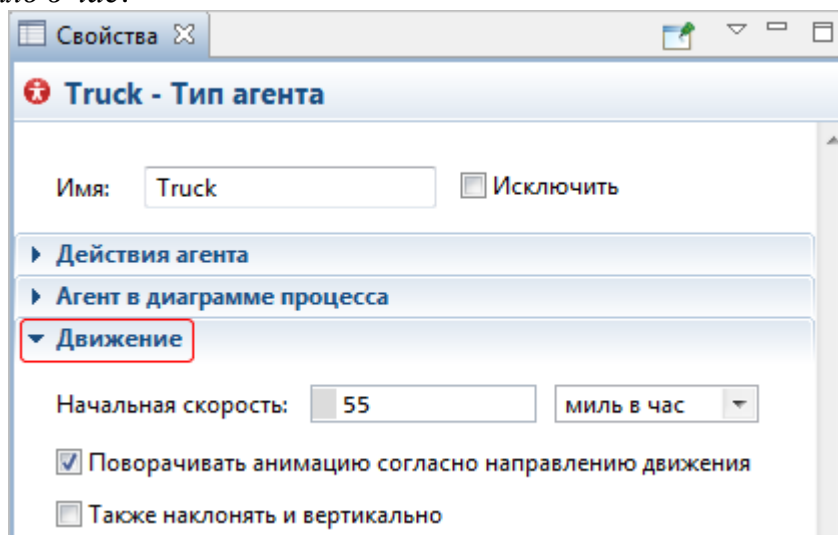 Свойства
Truck - Тип агента
Имя: Truck Исключить
Действия агента
Агент в диаграмме процесса
Движение
Начальная скорость: 55 миль в час
Поворачивать анимацию согласно направлению движения
Также наклонять и вертикально